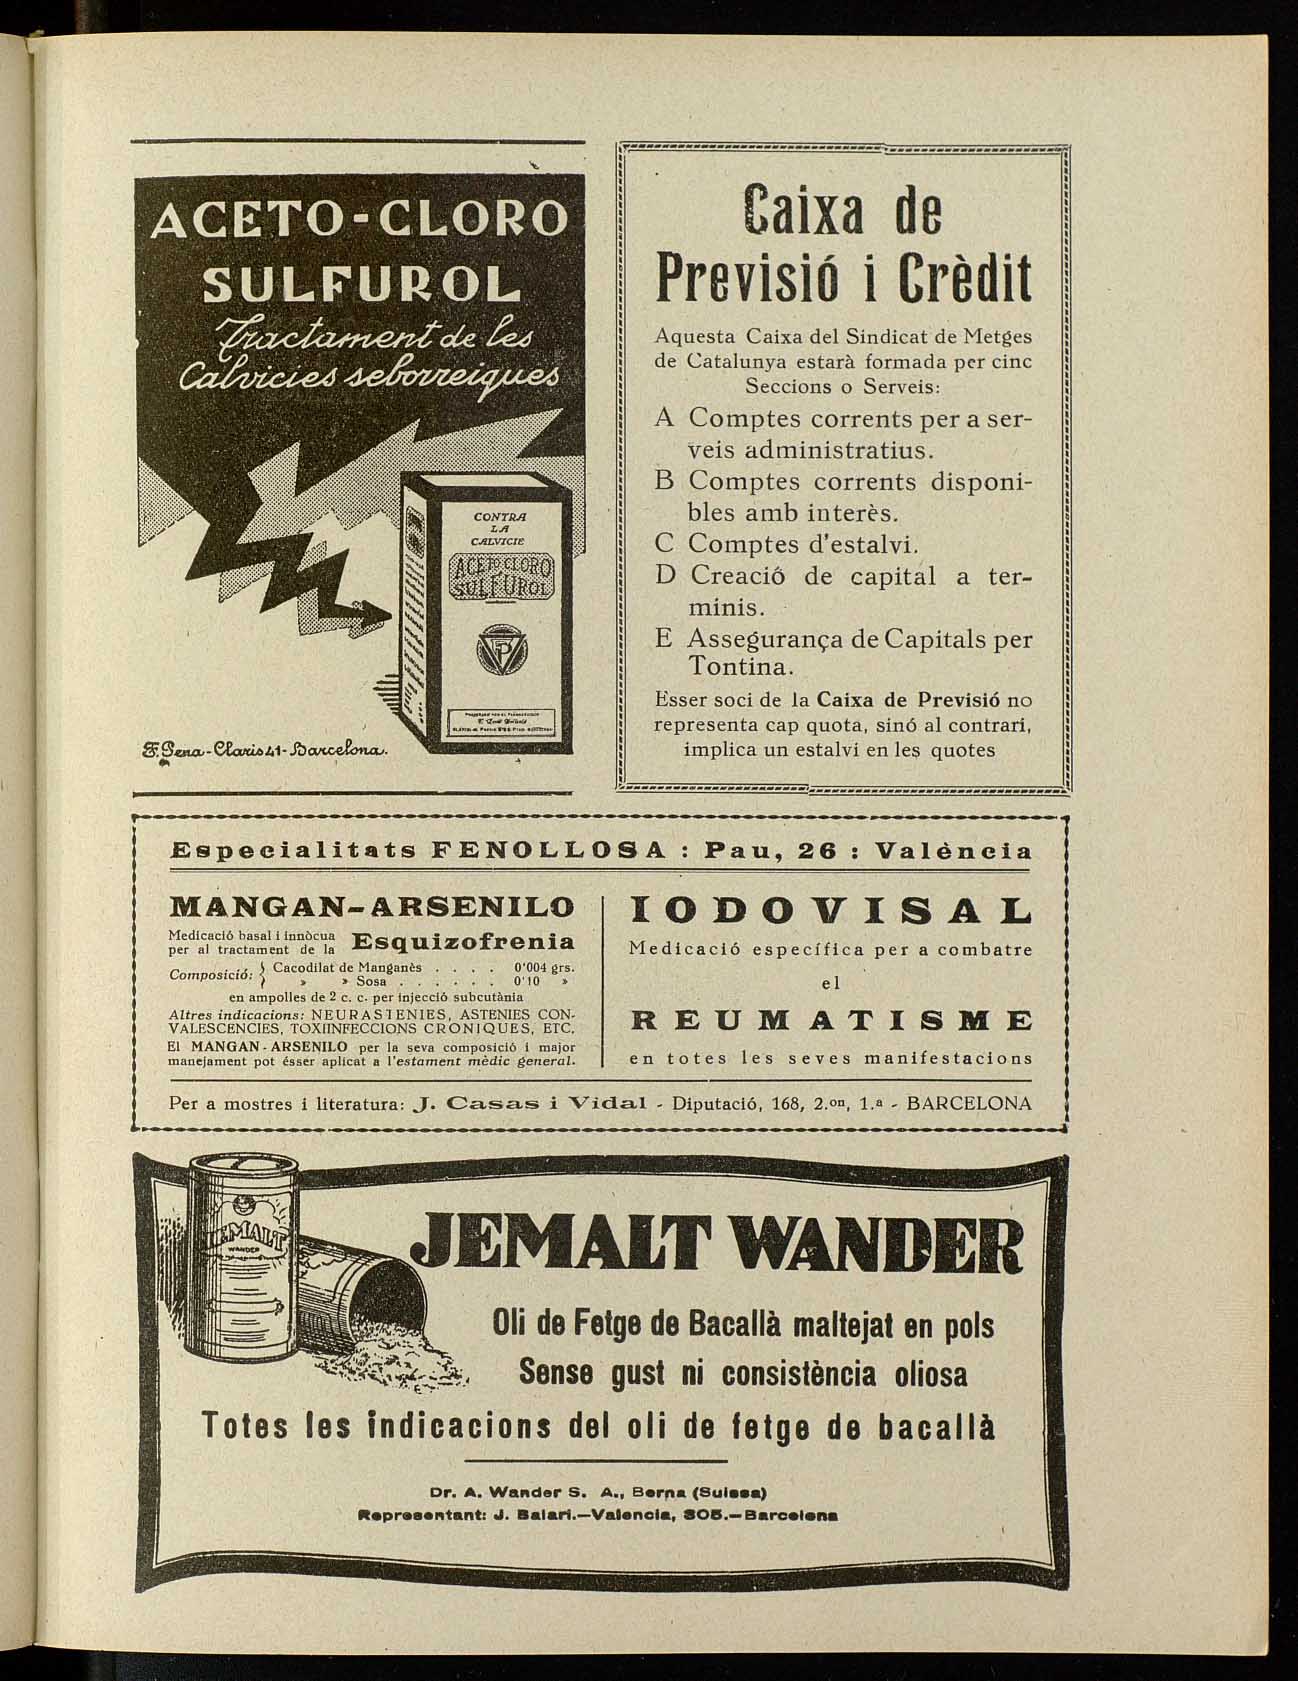 ACETO-CLORO
SULFUROL
Tractament de les
Calvicies seborreiques
CONTRA
LA
CALVICIE
ACETO CLORO
SULFUROL
F. Pena.-Claris 41-Barcelona.
Caixa de
Previsió i Crèdit
Aquesta Caixa del Sindicat de Metges
de Catalunya estarà formada per cinc
Seccions o Serveis:
A Comptes corrents per a ser-
veis administratius.
B Comptes corrents disponi-
bles amb interès.
C Comptes d'estalvi.
D Creació de capital a ter-
minis.
E Assegurança de Capitals per
Tontina.
Esser soci de la Caixa de Previsió no
representa cap quota, sinó al contrari,
implica un estalvi en les quotes
Especialitats FENOLLOSA : Pau, 26 : València
MANGAN-ARSENILO
Medicació basal i innòcua
per al tractament de la Esquizofrenia
Composició: Cacodilat de Manganès . . . . 0'004 grs.
» » Sosa . . . . . . 0'10 »
en ampolles de 2 c. c. per injecció subcutània
Altres indicacions: NEURASTENIES, ASTENIES CON-
VALESCENCIES, TOXIINFECCIONS CRONIQUES, ETC.
El MANGAN-ARSENILO per la seva composició i major
manejament pot ésser aplicat a l'estament mèdic general.
IODOVISAL
Medicació específica per a combatre
el
REUMATISME
en totes les seves manifestacions
Per a mostres i literatura: J. Casas i Vidal - Diputació, 168, 2.on, 1.a - BARCELONA
JEMALT
WANDER
JEMALT WANDER
Oli de Fetge de Bacallà maltejat en pols
Sense gust ni consistència oliosa
Totes les indicacions del oli de fetge de bacallà
Dr. A. Wander S. A., Berna (Suïssa)
Representant: J. Balari.—Valencia, 305.—Barcelona